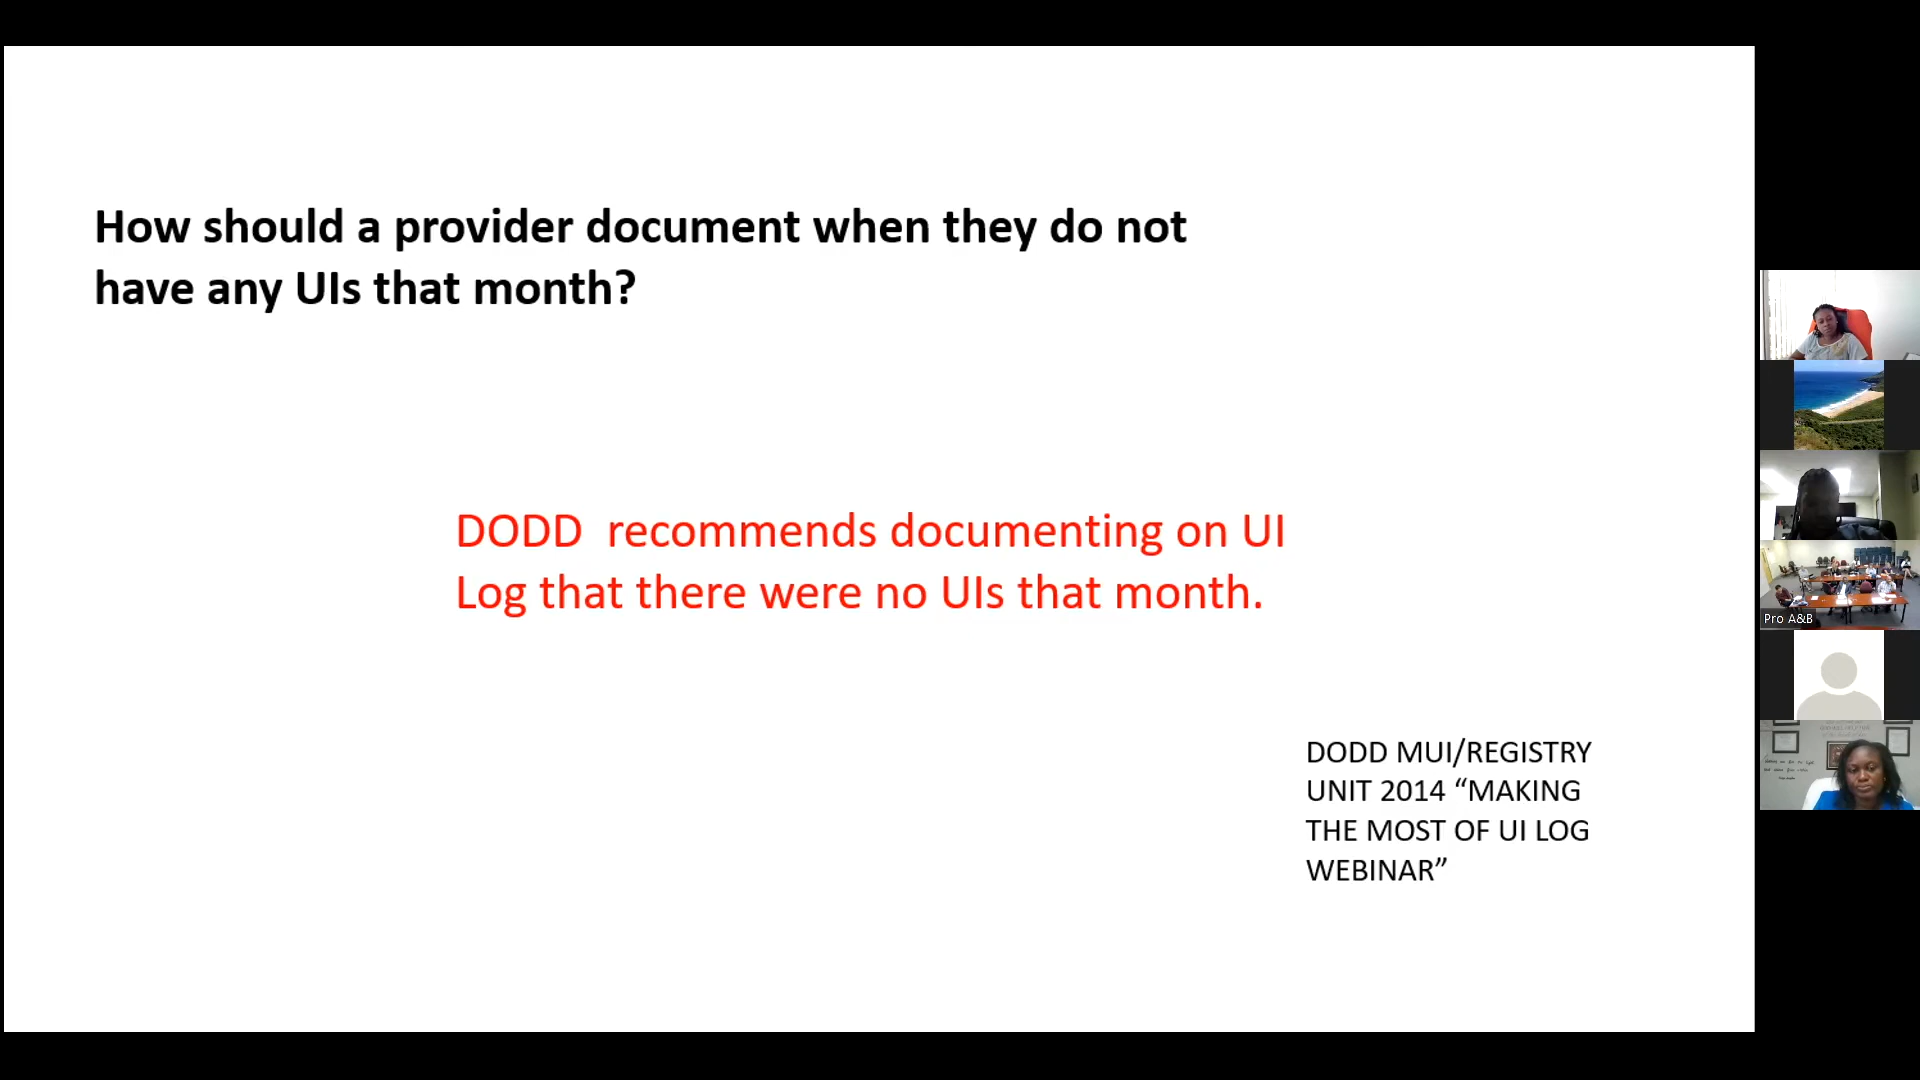 How should a provider document when they do not
have any UIs that month?
DODD  recommends documenting on UI
Log that there were no UIs that month.
DODD MUI/REGISTRY
UNIT 2014 “MAKING
THE MOST OF UI LOG
WEBINAR”
Pro A&B